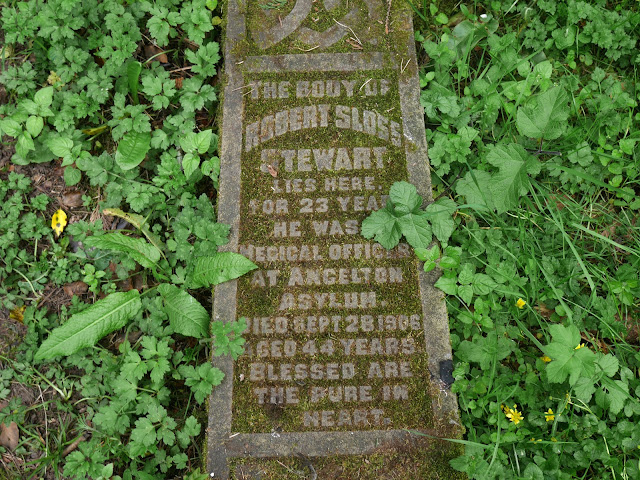 THE BODY OF
ROBERT SLOSS
STEWART
LIES HERE.
FOR 23 YEARS
HE WAS
MEDICAL OFFICER
AT ANGELTON
ASYLUM.
DIED SEPT 28 1906
AGED 44 YEARS
BLESSED ARE
THE PURE IN
HEART.